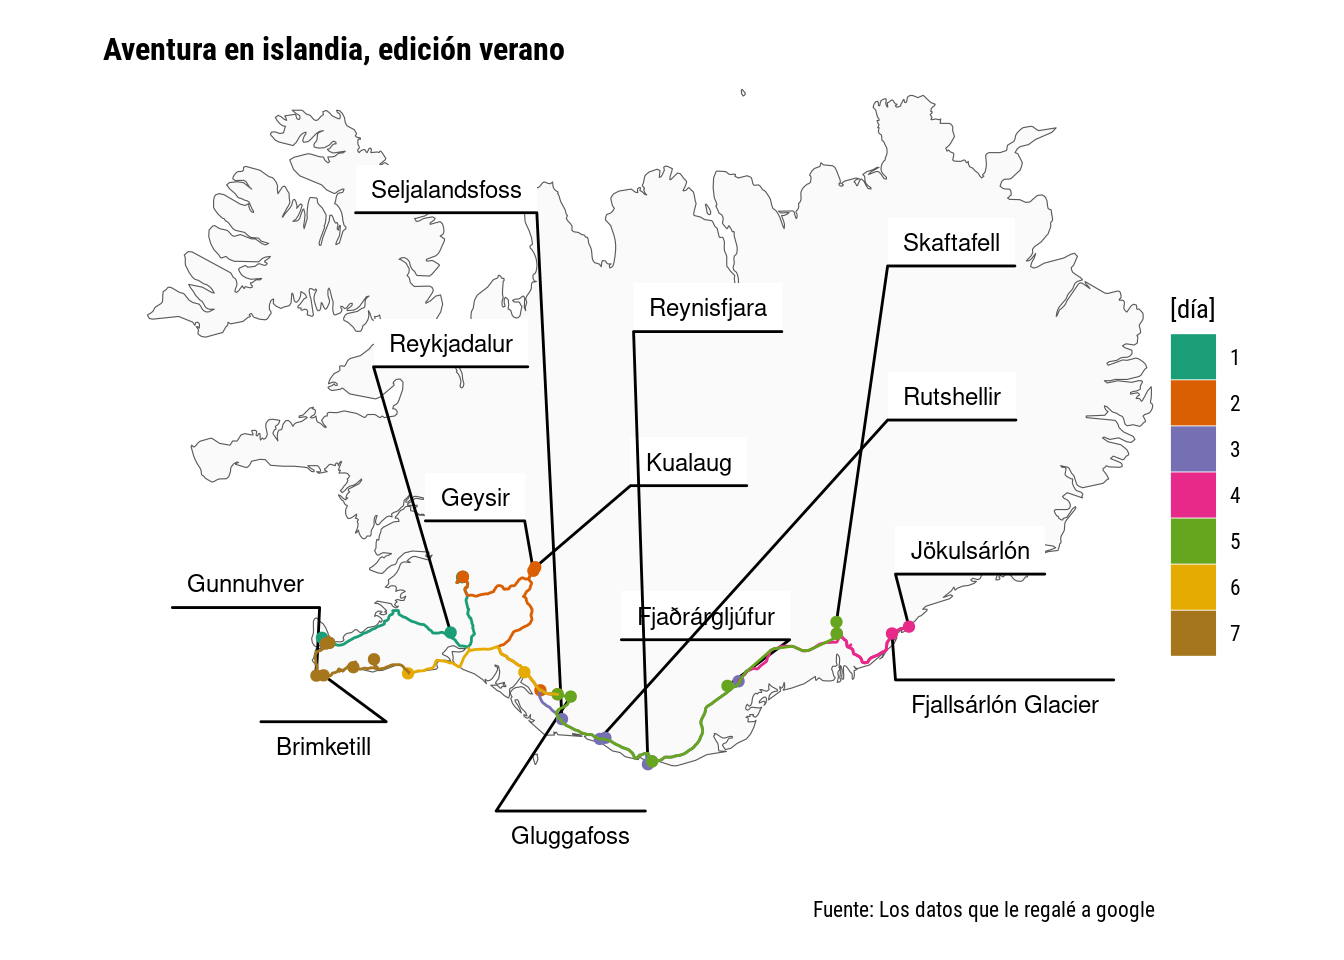 Aventura en islandia, edición verano
Seljalandsfoss
Skaftafell
Reynisfjara
[día]
Reykjadalur
1
Rutshellir
2
3
Kualaug
Geysir
4
5
Jökulsárlón
Gunnuhver
6
Fjaðrárgljúfur
7
Fjallsárlón Glacier
Brimketill
Gluggafoss
Fuente: Los datos que le regalé a google